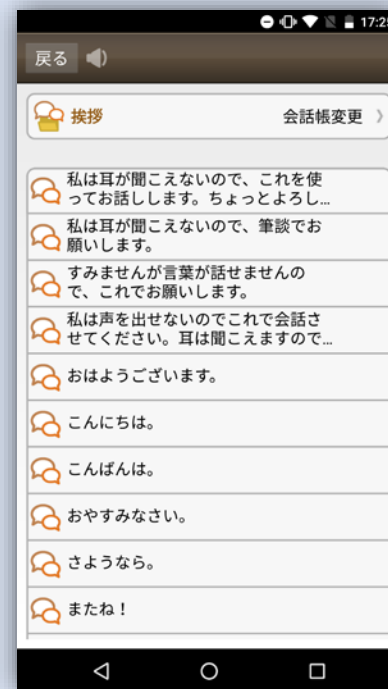 17:25
戻る
挨拶 会話帳変更
私は耳が聞こえないので、これを使
ってお話しします。ちょっとよろし...
私は耳が聞こえないので、筆談でお
願いします。
すみませんが言葉が話せませんの
で、これでお願いします。
私は声を出せないのでこれで会話さ
せてください。耳は聞こえますので...
おはようございます。
こんにちは。
こんばんは。
おやすみなさい。
さようなら。
またね！